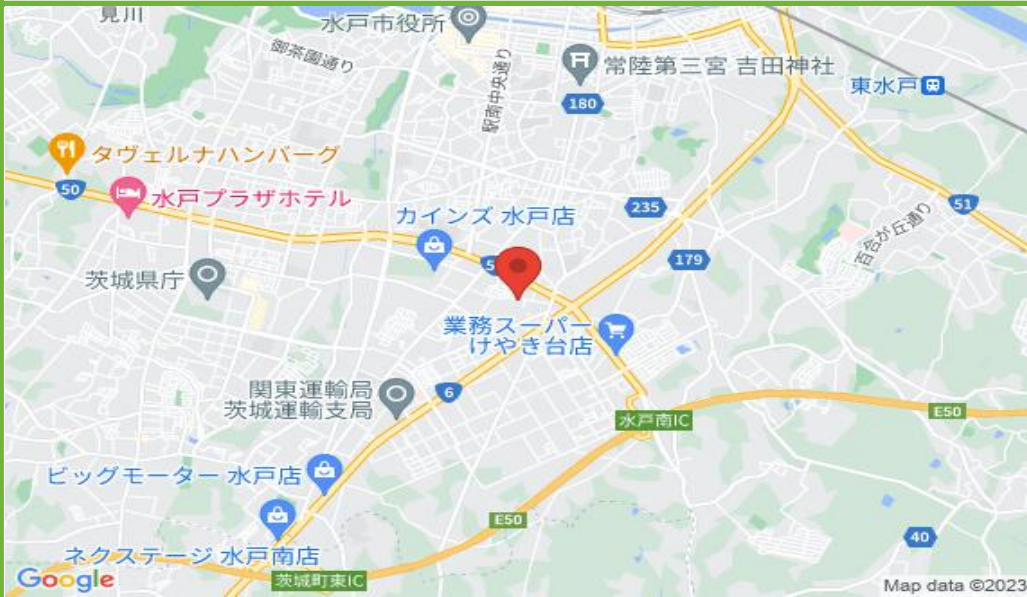 見川
水戸市役所
御茶園通り
駅南中央通り
常陸第三宮 吉田神社
180
東水戸
タヴェルナハンバーグ
50
水戸プラザホテル
カインズ 水戸店
235
51
百合が丘通り
179
茨城県庁
業務スーパー
けやき台店
関東運輸局
茨城運輸支局
6
水戸南IC
E50
ビッグモーター 水戸店
E50
40
ネクステージ 水戸南店
茨城町東IC
Google
Map data ©2023